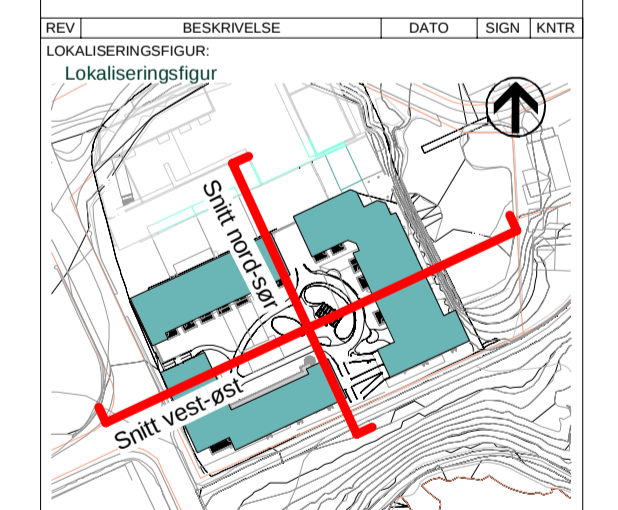 REV BESKRIVELSE DATO SIGN KNTR
LOKALISERINGSFIGUR:
Lokaliseringsfigur
Snitt nord-sør
Snitt vest-øst